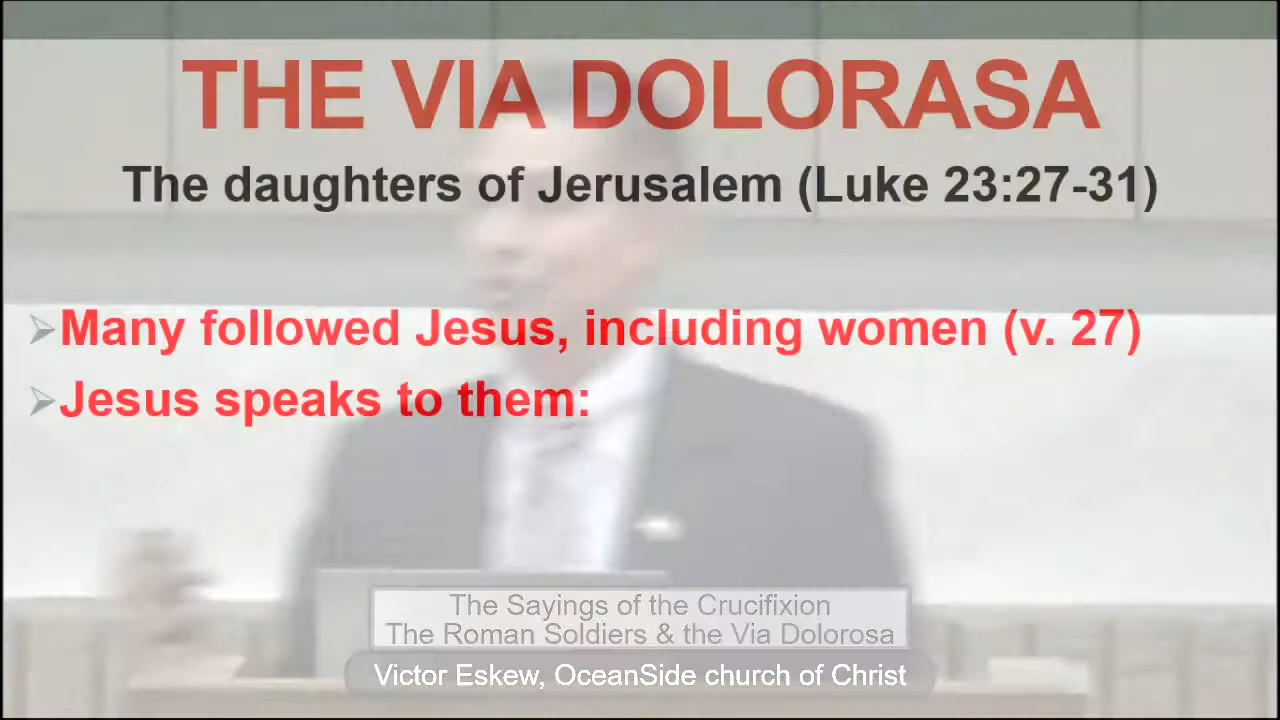 THE VIA DOLORASA
The daughters of Jerusalem (Luke 23:27-31)
Many followed Jesus, including women (v. 27)
Jesus speaks to them:
The Sayings of the Crucifixion
The Roman Soldiers & the Via Dolorosa
Victor Eskew, OceanSide church of Christ